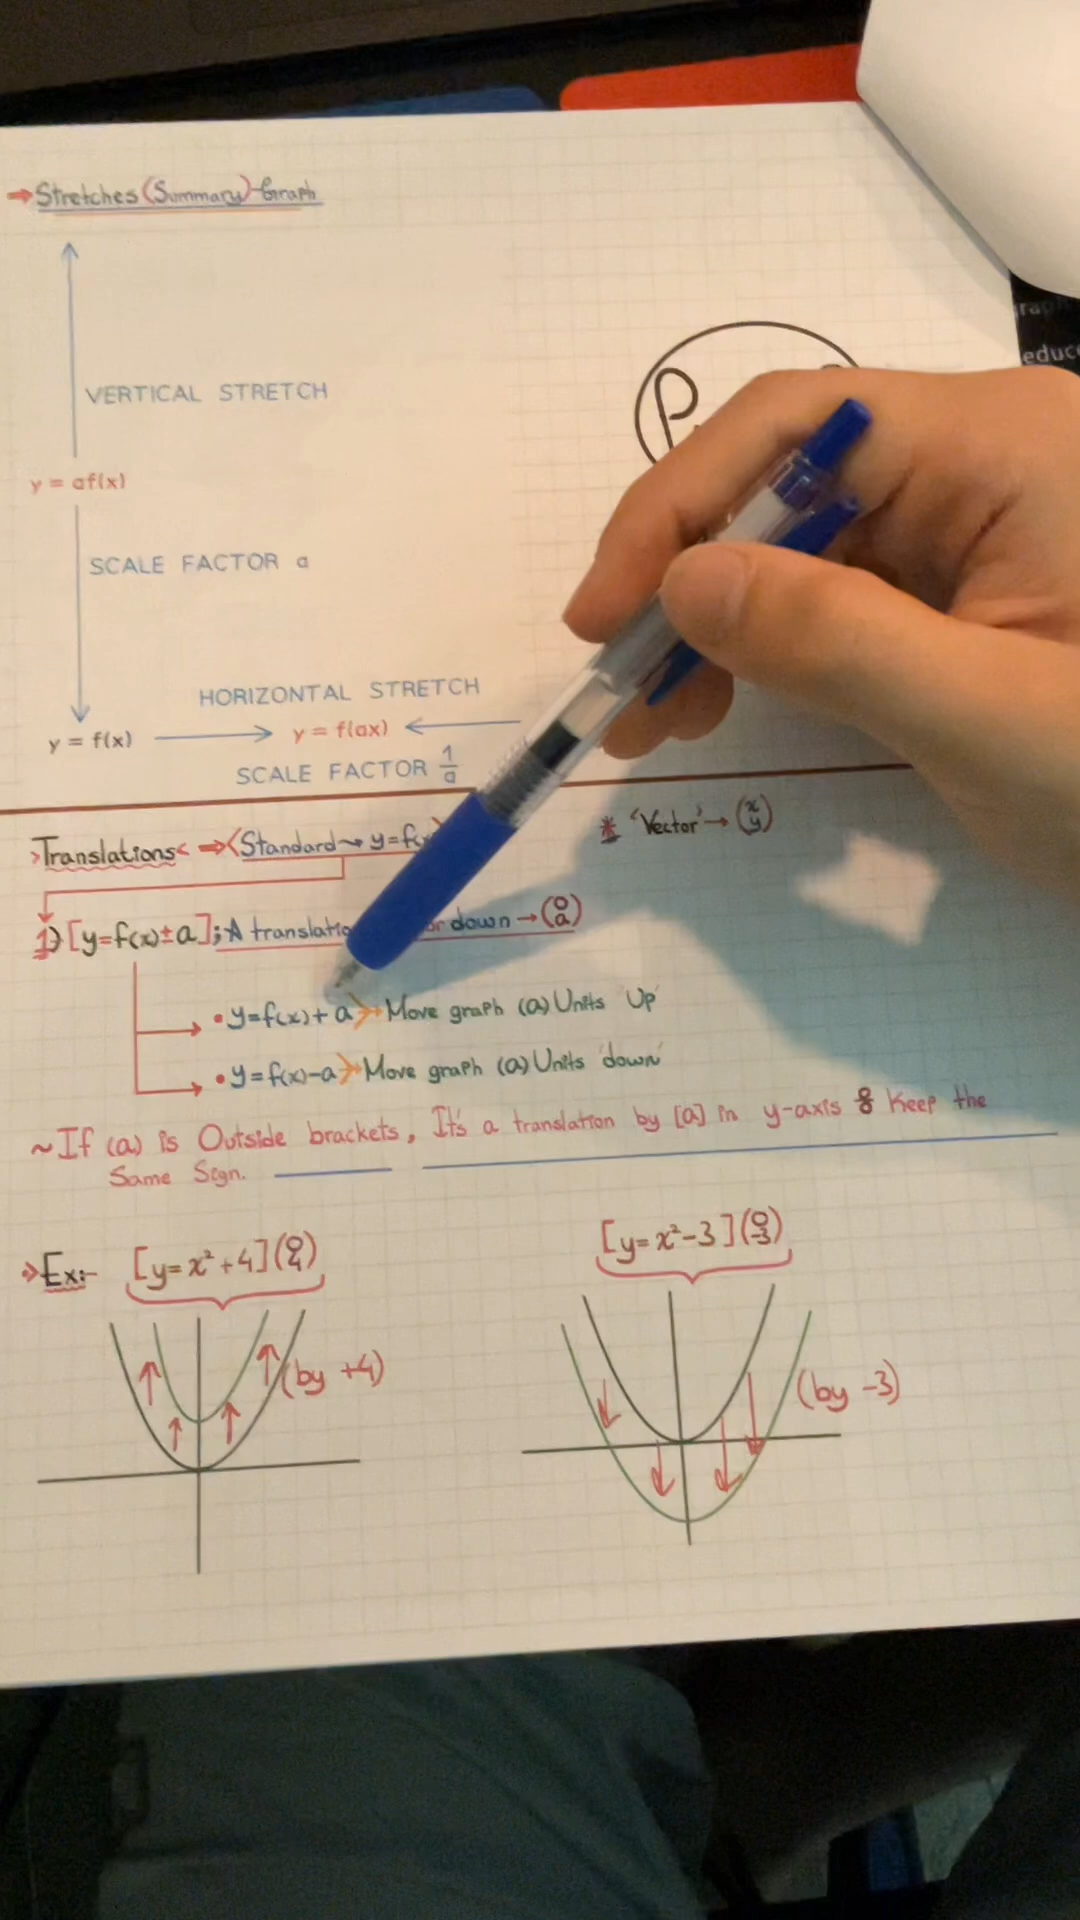 ➡Stretches (Summary) Graph
VERTICAL STRETCH
y = af(x)
SCALE FACTOR a
HORIZONTAL STRETCH
y = f(x) → y = f(ax) ←
SCALE FACTOR 1/a
>Translations< ⇒ <Standard ~ y=f(x)
* 'Vector' → (x y)
1) [y=f(x)±a]; A translation or down → (0 a)
• y=f(x)+a ➤ Move graph (a) Units 'Up'
• y=f(x)-a ➤ Move graph (a) Units 'down'
~ If (a) is Outside brackets, It's a translation by [a] in y-axis & Keep the
Same Sign.
➾Ex:- [y=x²+4](0 4) [y=x²-3](0 -3)
(by +4) (by -3)